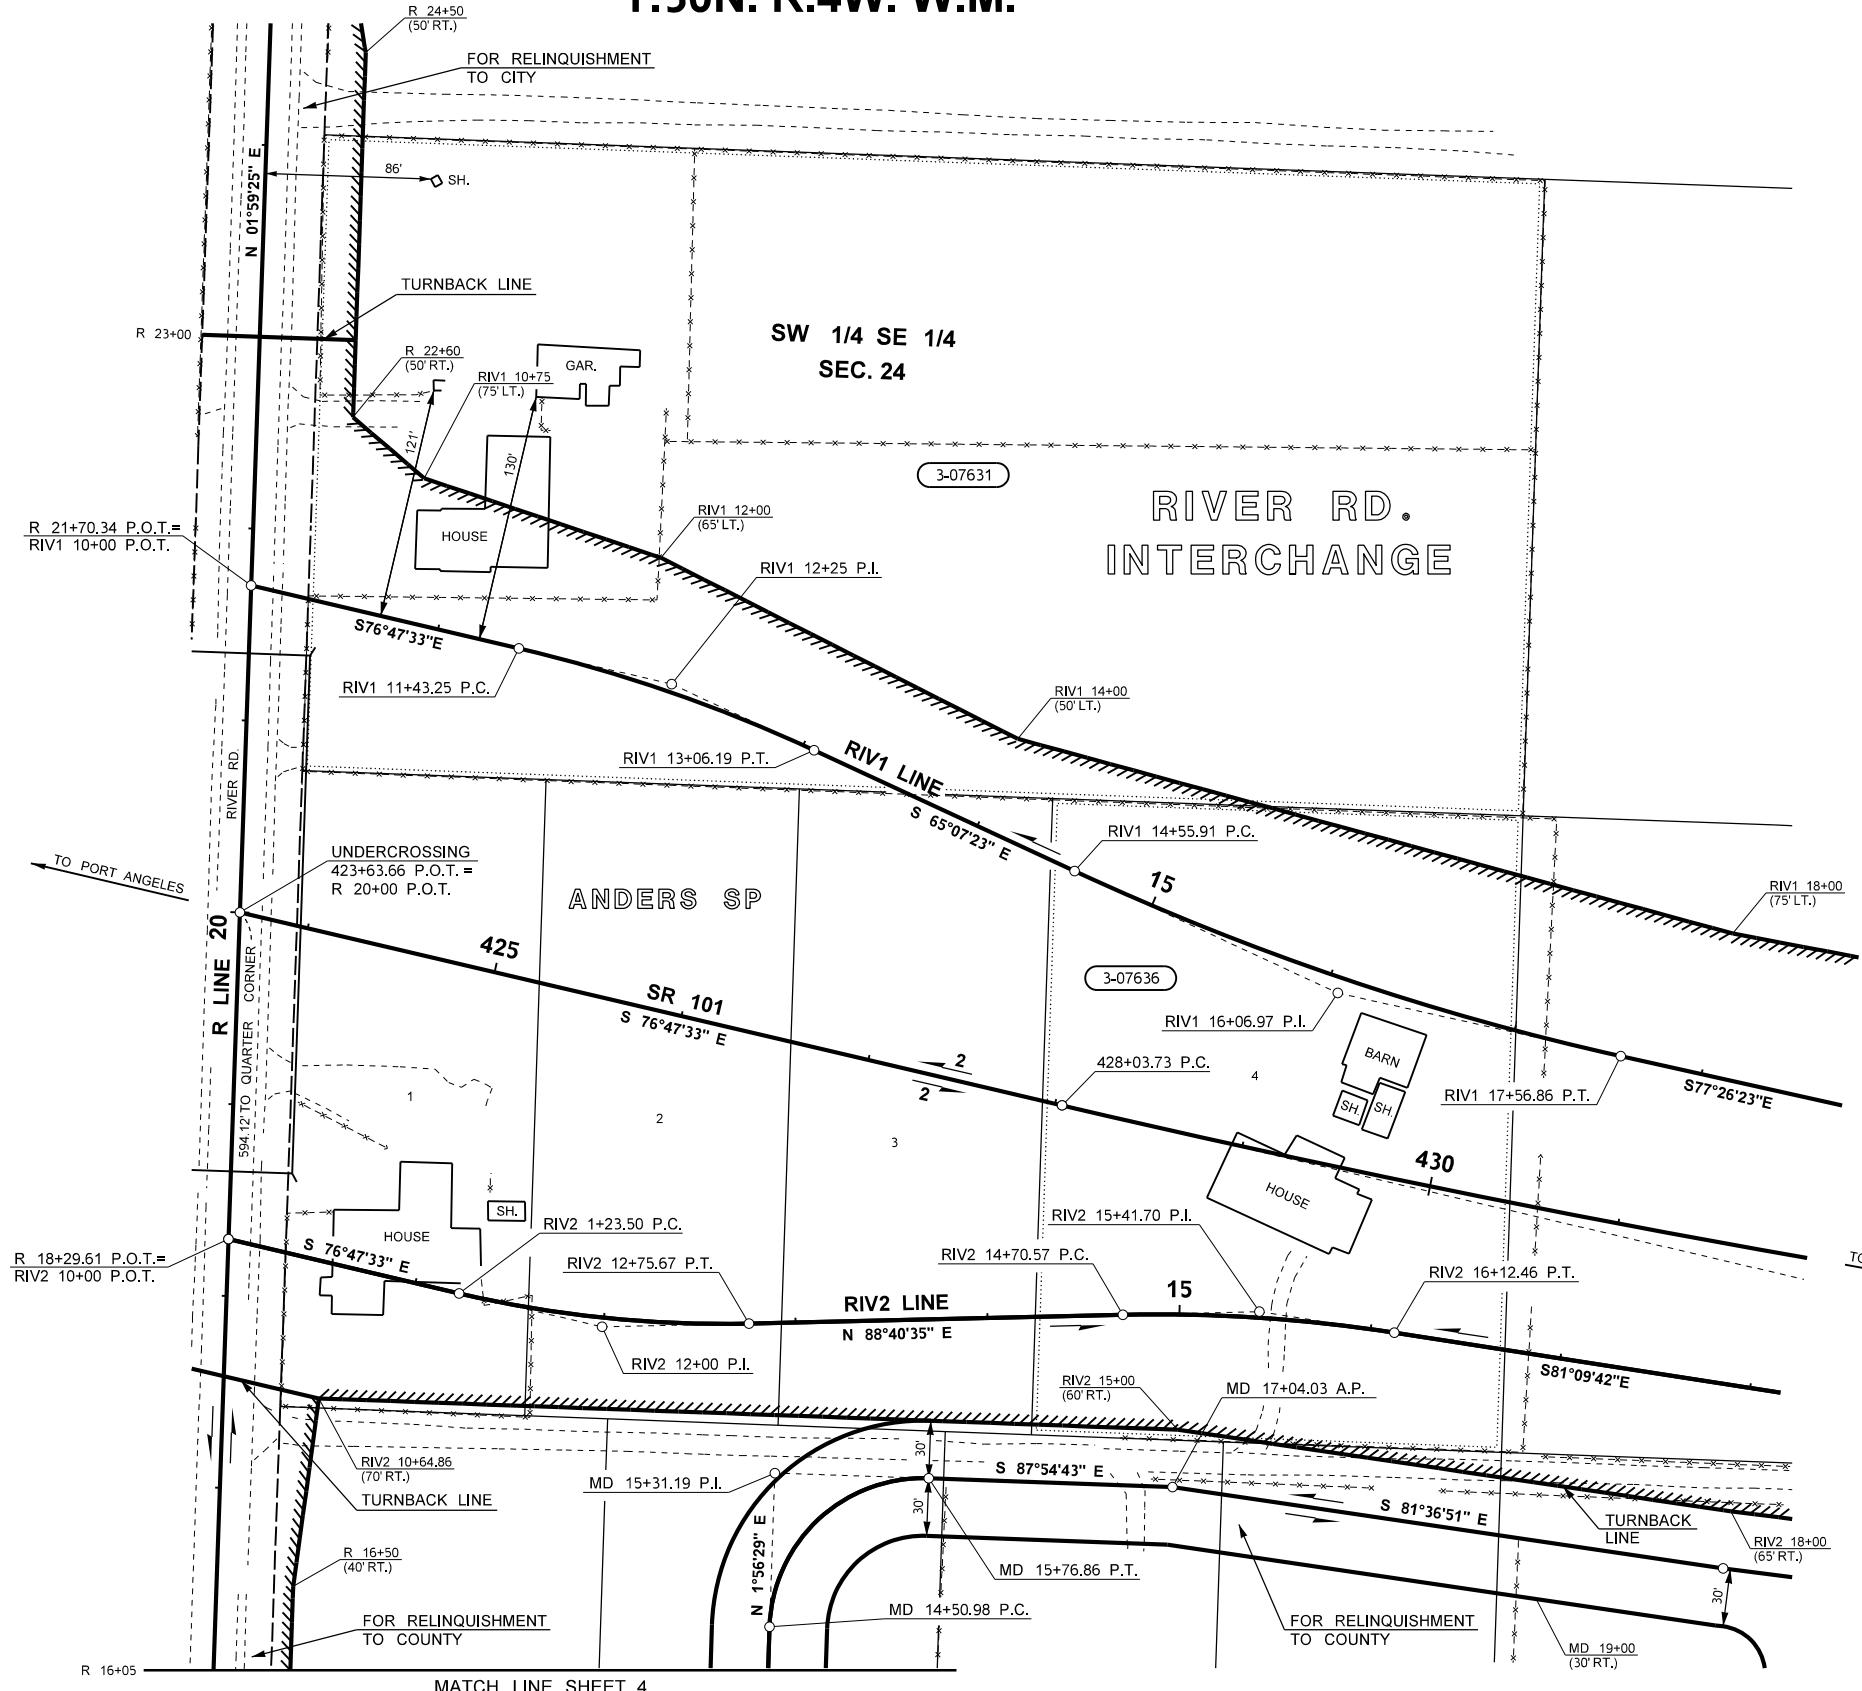 T.30N. R.4W. W.M.
R 24+50
(50' RT.)
FOR RELINQUISHMENT
TO CITY
N 01°59'25" E
86'
SH.
TURNBACK LINE
R 23+00
R 22+60
(50' RT.)
RIV1 10+75
(75' LT.)
GAR.
SW 1/4 SE 1/4
SEC. 24
121'
130'
HOUSE
3-07631
RIVER RD.
INTERCHANGE
R 21+70.34 P.O.T.=
RIV1 10+00 P.O.T.
RIV1 12+00
(65' LT.)
RIV1 12+25 P.I.
S76°47'33"E
RIV1 11+43.25 P.C.
RIV1 14+00
(50' LT.)
RIV1 13+06.19 P.T.
RIV1 LINE
S 65°07'23" E
RIVER RD.
RIV1 14+55.91 P.C.
UNDERCROSSING
423+63.66 P.O.T. =
R 20+00 P.O.T.
TO PORT ANGELES
ANDERS SP
15
RIV1 18+00
(75' LT.)
R LINE 20
594.12' TO QUARTER CORNER
425
SR 101
S 76°47'33" E
3-07636
RIV1 16+06.97 P.I.
2
2
428+03.73 P.C.
4
BARN
SH.
SH.
RIV1 17+56.86 P.T.
S77°26'23"E
1
2
3
430
HOUSE
SH.
HOUSE
RIV2 1+23.50 P.C.
RIV2 15+41.70 P.I.
R 18+29.61 P.O.T.=
RIV2 10+00 P.O.T.
S 76°47'33" E
RIV2 12+75.67 P.T.
RIV2 14+70.57 P.C.
RIV2 16+12.46 P.T.
TO
RIV2 LINE
N 88°40'35" E
15
RIV2 12+00 P.I.
S81°09'42"E
RIV2 15+00
(60' RT.)
MD 17+04.03 A.P.
RIV2 10+64.86
(70' RT.)
TURNBACK LINE
30'
MD 15+31.19 P.I.
S 87°54'43" E
30'
S 81°36'51" E
TURNBACK
LINE
RIV2 18+00
(65' RT.)
R 16+50
(40' RT.)
N 1°56'29" E
MD 15+76.86 P.T.
30'
MD 14+50.98 P.C.
FOR RELINQUISHMENT
TO COUNTY
FOR RELINQUISHMENT
TO COUNTY
MD 19+00
(30' RT.)
R 16+05
MATCH LINE SHEET 4